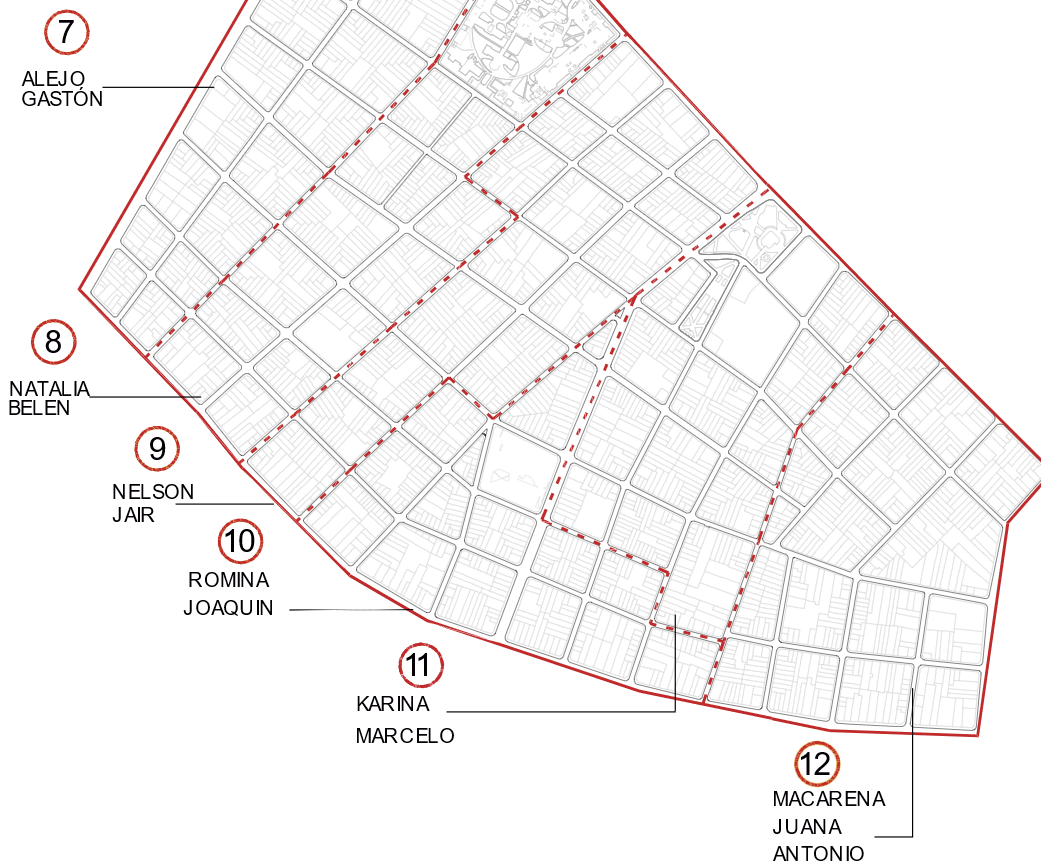 7
ALEJO
GASTÓN
8
NATALIA
BELEN
9
NELSON
JAIR
10
ROMINA
JOAQUIN
11
KARINA
MARCELO
12
MACARENA
JUANA
ANTONIO